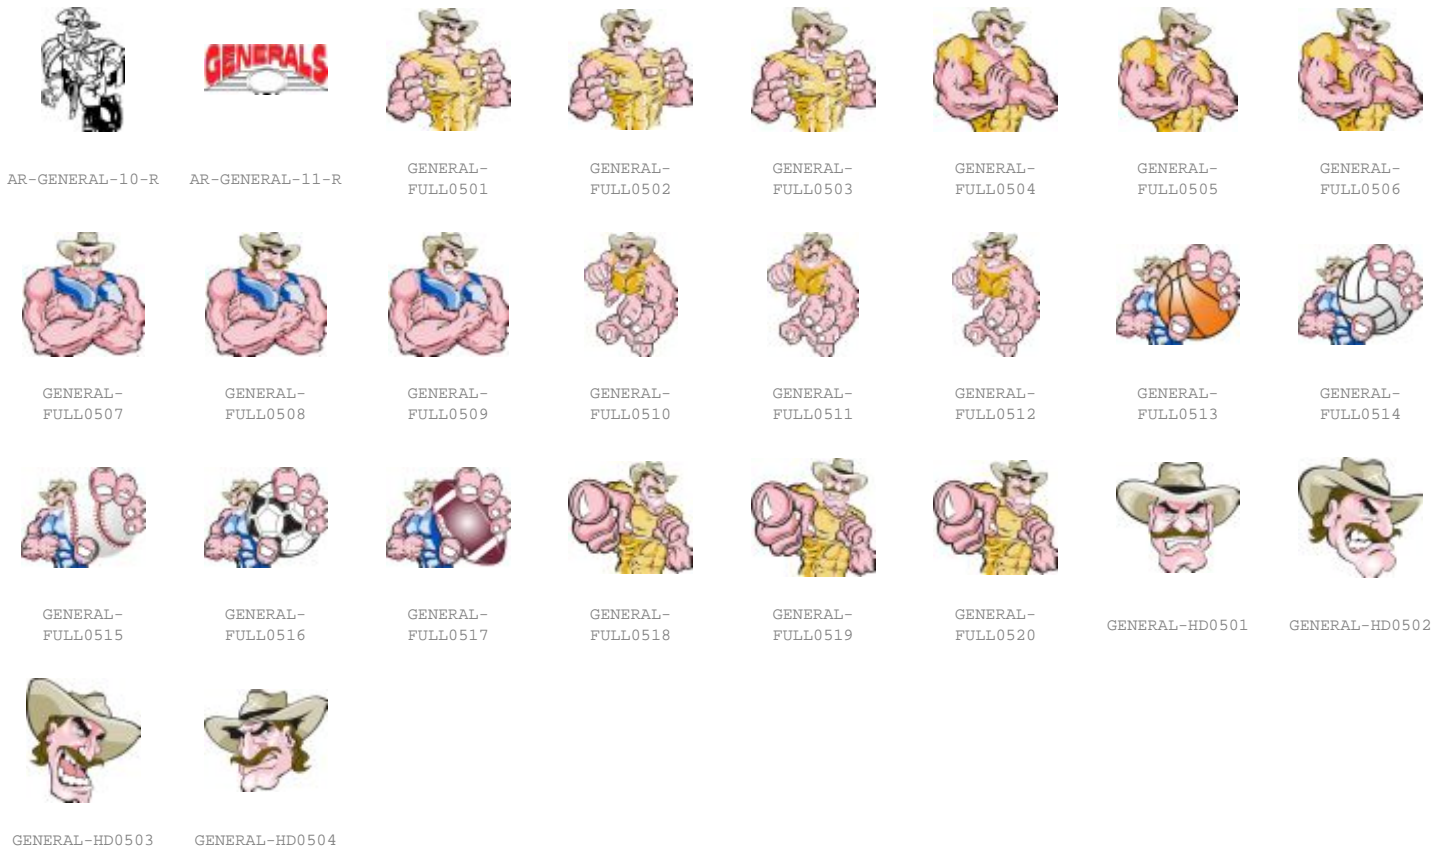 GENERALS
AR-GENERAL-10-R
AR-GENERAL-11-R
GENERAL-
FULL0501
GENERAL-
FULL0502
GENERAL-
FULL0503
GENERAL-
FULL0504
GENERAL-
FULL0505
GENERAL-
FULL0506
GENERAL-
FULL0507
GENERAL-
FULL0508
GENERAL-
FULL0509
GENERAL-
FULL0510
GENERAL-
FULL0511
GENERAL-
FULL0512
GENERAL-
FULL0513
GENERAL-
FULL0514
GENERAL-
FULL0515
GENERAL-
FULL0516
GENERAL-
FULL0517
GENERAL-
FULL0518
GENERAL-
FULL0519
GENERAL-
FULL0520
GENERAL-HD0501
GENERAL-HD0502
GENERAL-HD0503
GENERAL-HD0504